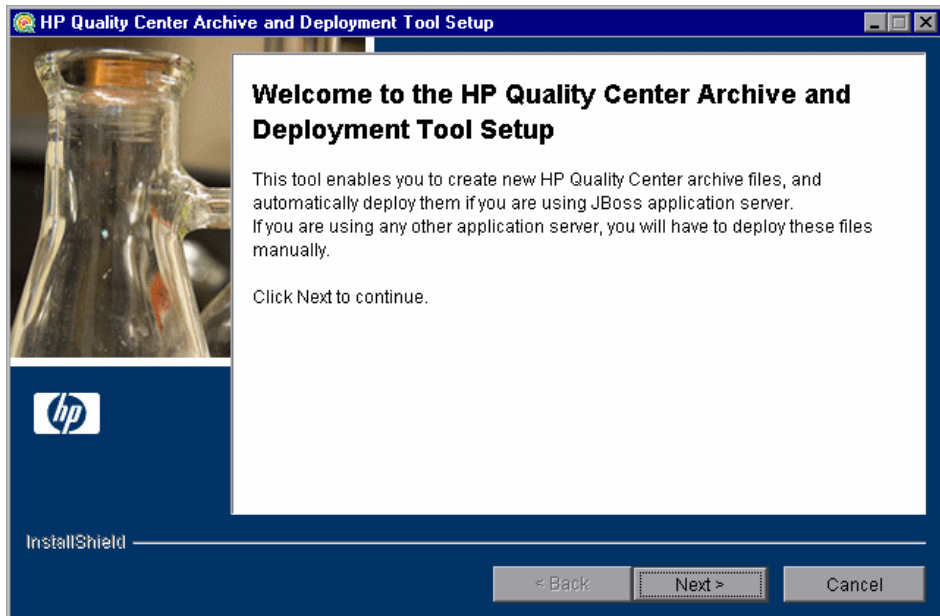 HP Quality Center Archive and Deployment Tool Setup
Welcome to the HP Quality Center Archive and
Deployment Tool Setup
This tool enables you to create new HP Quality Center archive files, and
automatically deploy them if you are using JBoss application server.
If you are using any other application server, you will have to deploy these files
manually.
Click Next to continue.
hp
InstallShield
< Back
Next >
Cancel